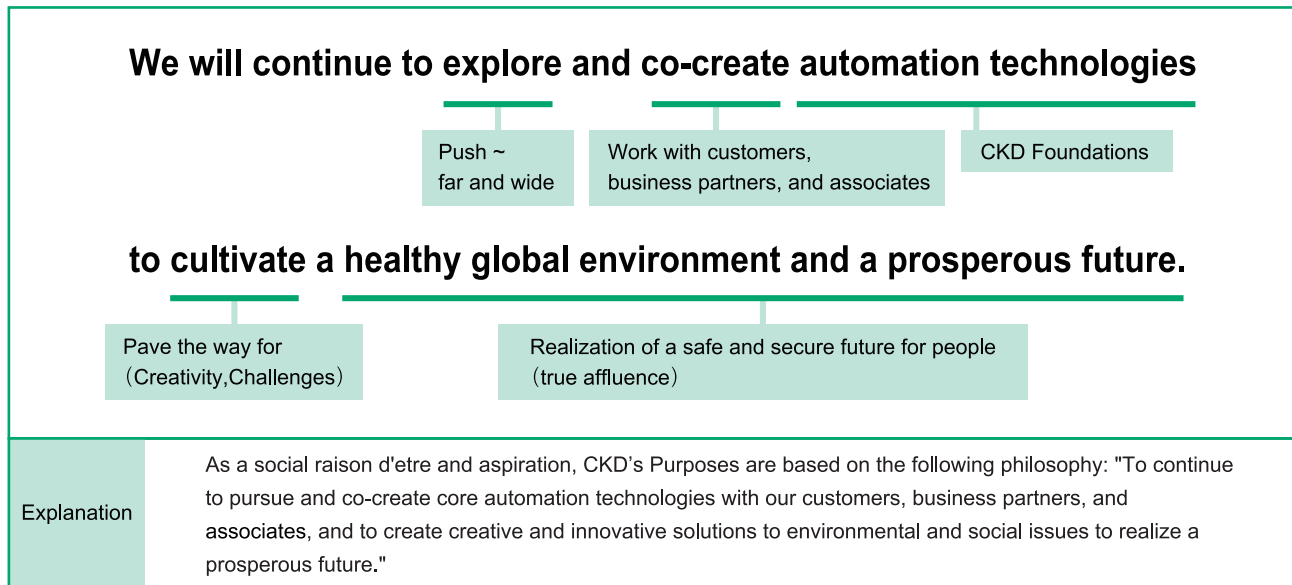 We will continue to explore and co-create automation technologies
Push ~
far and wide
Work with customers,
business partners, and associates
CKD Foundations
to cultivate a healthy global environment and a prosperous future.
Pave the way for
（Creativity,Challenges）
Realization of a safe and secure future for people
（true affluence）
Explanation
As a social raison d'etre and aspiration, CKD’s Purposes are based on the following philosophy: "To continue
to pursue and co-create core automation technologies with our customers, business partners, and
associates, and to create creative and innovative solutions to environmental and social issues to realize a
prosperous future."